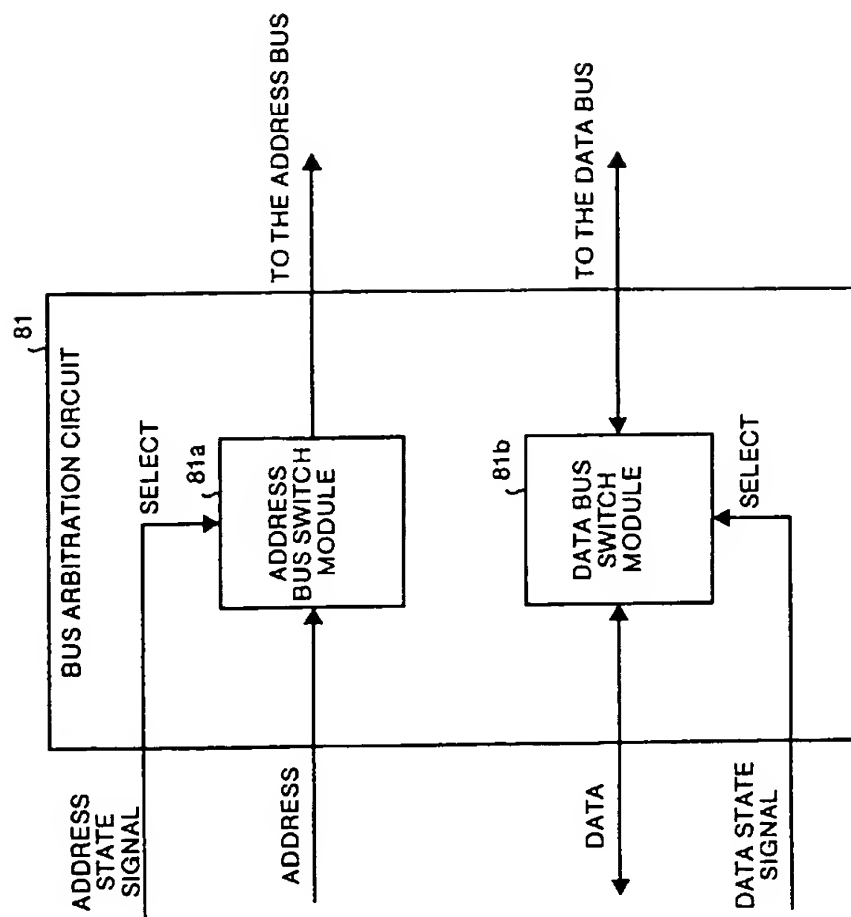 81
BUS ARBITRATION CIRCUIT
ADDRESS
STATE
SIGNAL
SELECT
81a
ADDRESS
BUS SWITCH
MODULE
ADDRESS
TO THE ADDRESS BUS
81b
DATA BUS
SWITCH
MODULE
DATA
TO THE DATA BUS
SELECT
DATA STATE
SIGNAL